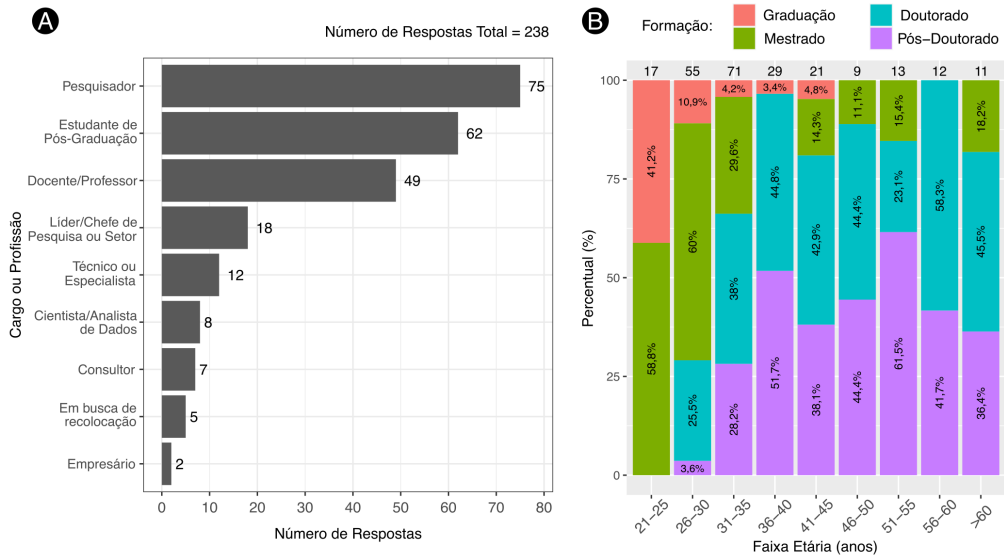 A
Número de Respostas Total = 238
Cargo ou Profissão
Pesquisador
75
Estudante de
Pós-Graduação
62
Docente/Professor
49
Líder/Chefe de
Pesquisa ou Setor
18
Técnico ou
Especialista
12
Cientista/Analista
de Dados
8
Consultor
7
Em busca de
recolocação
5
Empresário
2
0 10 20 30 40 50 60 70 80
Número de Respostas
B
Formação:
Graduação
Mestrado
Doutorado
Pós-Doutorado
17 55 71 29 21 9 13 12 11
Percentual (%)
100
75
50
25
0
41,2%
58,8%
10,9%
60%
25,5%
3,6%
4,2%
29,6%
38%
28,2%
3,4%
44,8%
51,7%
4,8%
14,3%
42,9%
38,1%
11,1%
44,4%
44,4%
15,4%
23,1%
61,5%
58,3%
41,7%
18,2%
45,5%
36,4%
21-25 26-30 31-35 36-40 41-45 46-50 51-55 56-60 >60
Faixa Etária (anos)